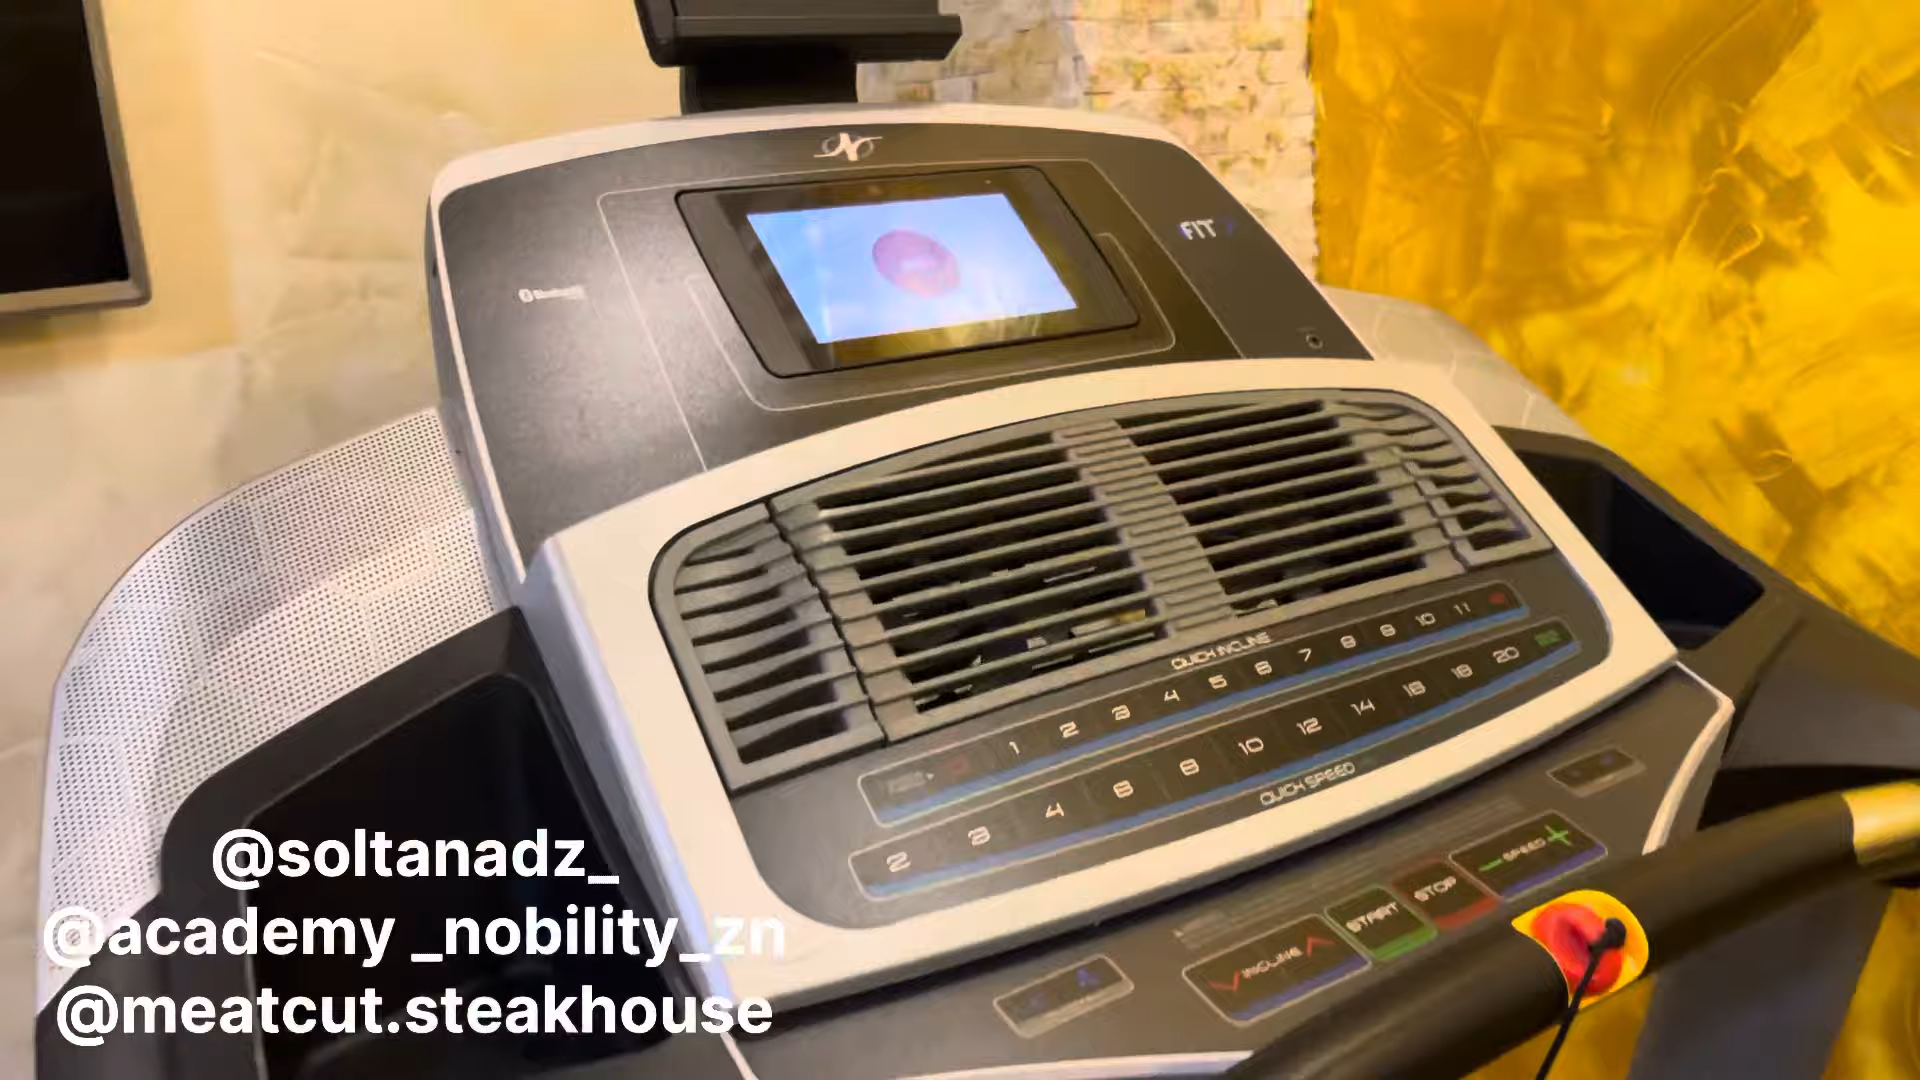 FIT
Bluetooth
QUICK INCLINE
1 2 3 4 5 6 7 8 9 10 11
2 3 4 6 8 10 12 14 16 18 20
QUICK SPEED
SPEED
START STOP
INCLINE
@soltanadz_
@academy _nobility_zn
@meatcut.steakhouse